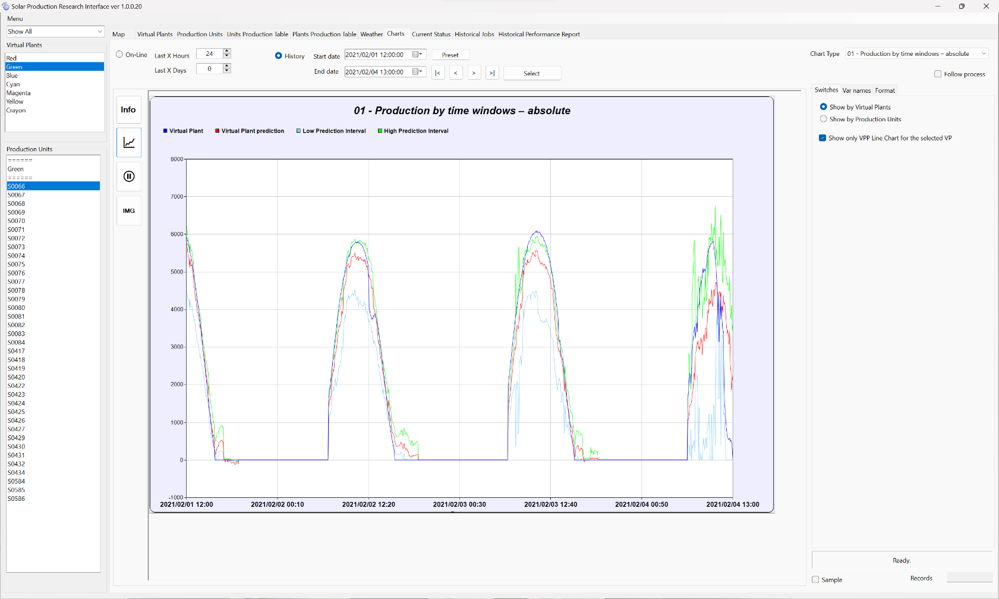 Solar Production Research Interface ver 1.0.0.20
Menu
Show All
Virtual Plants
Red
Green
Blue
Cyan
Magenta
Yellow
Crayon
Production Units
======
Green
======
S0066
S0067
S0068
S0069
S0070
S0071
S0072
S0073
S0074
S0075
S0076
S0077
S0078
S0079
S0080
S0081
S0082
S0083
S0084
S0417
S0418
S0419
S0420
S0422
S0423
S0424
S0425
S0426
S0427
S0429
S0430
S0431
S0432
S0434
S0584
S0585
S0586
Map Virtual Plants Production Units Units Production Table Plants Production Table Weather Charts Current Status Historical Jobs Historical Performance Report
On-Line Last X Hours 24 History Start date 2021/02/01 12:00:00 Preset
Last X Days 0 End date 2021/02/04 13:00:00 |< < > >| Select
Chart Type 01 - Production by time windows – absolute
Follow process
Info
IMG
01 - Production by time windows – absolute
Virtual Plant Virtual Plant prediction Low Prediction Interval High Prediction Interval
8000
7000
6000
5000
4000
3000
2000
1000
0
-1000
2021/02/01 12:00 2021/02/02 00:10 2021/02/02 12:20 2021/02/03 00:30 2021/02/03 12:40 2021/02/04 00:50 2021/02/04 13:00
Switches Var names Format
Show by Virtual Plants
Show by Production Units
Show only VPP Line Chart for the selected VP
Ready.
Sample Records